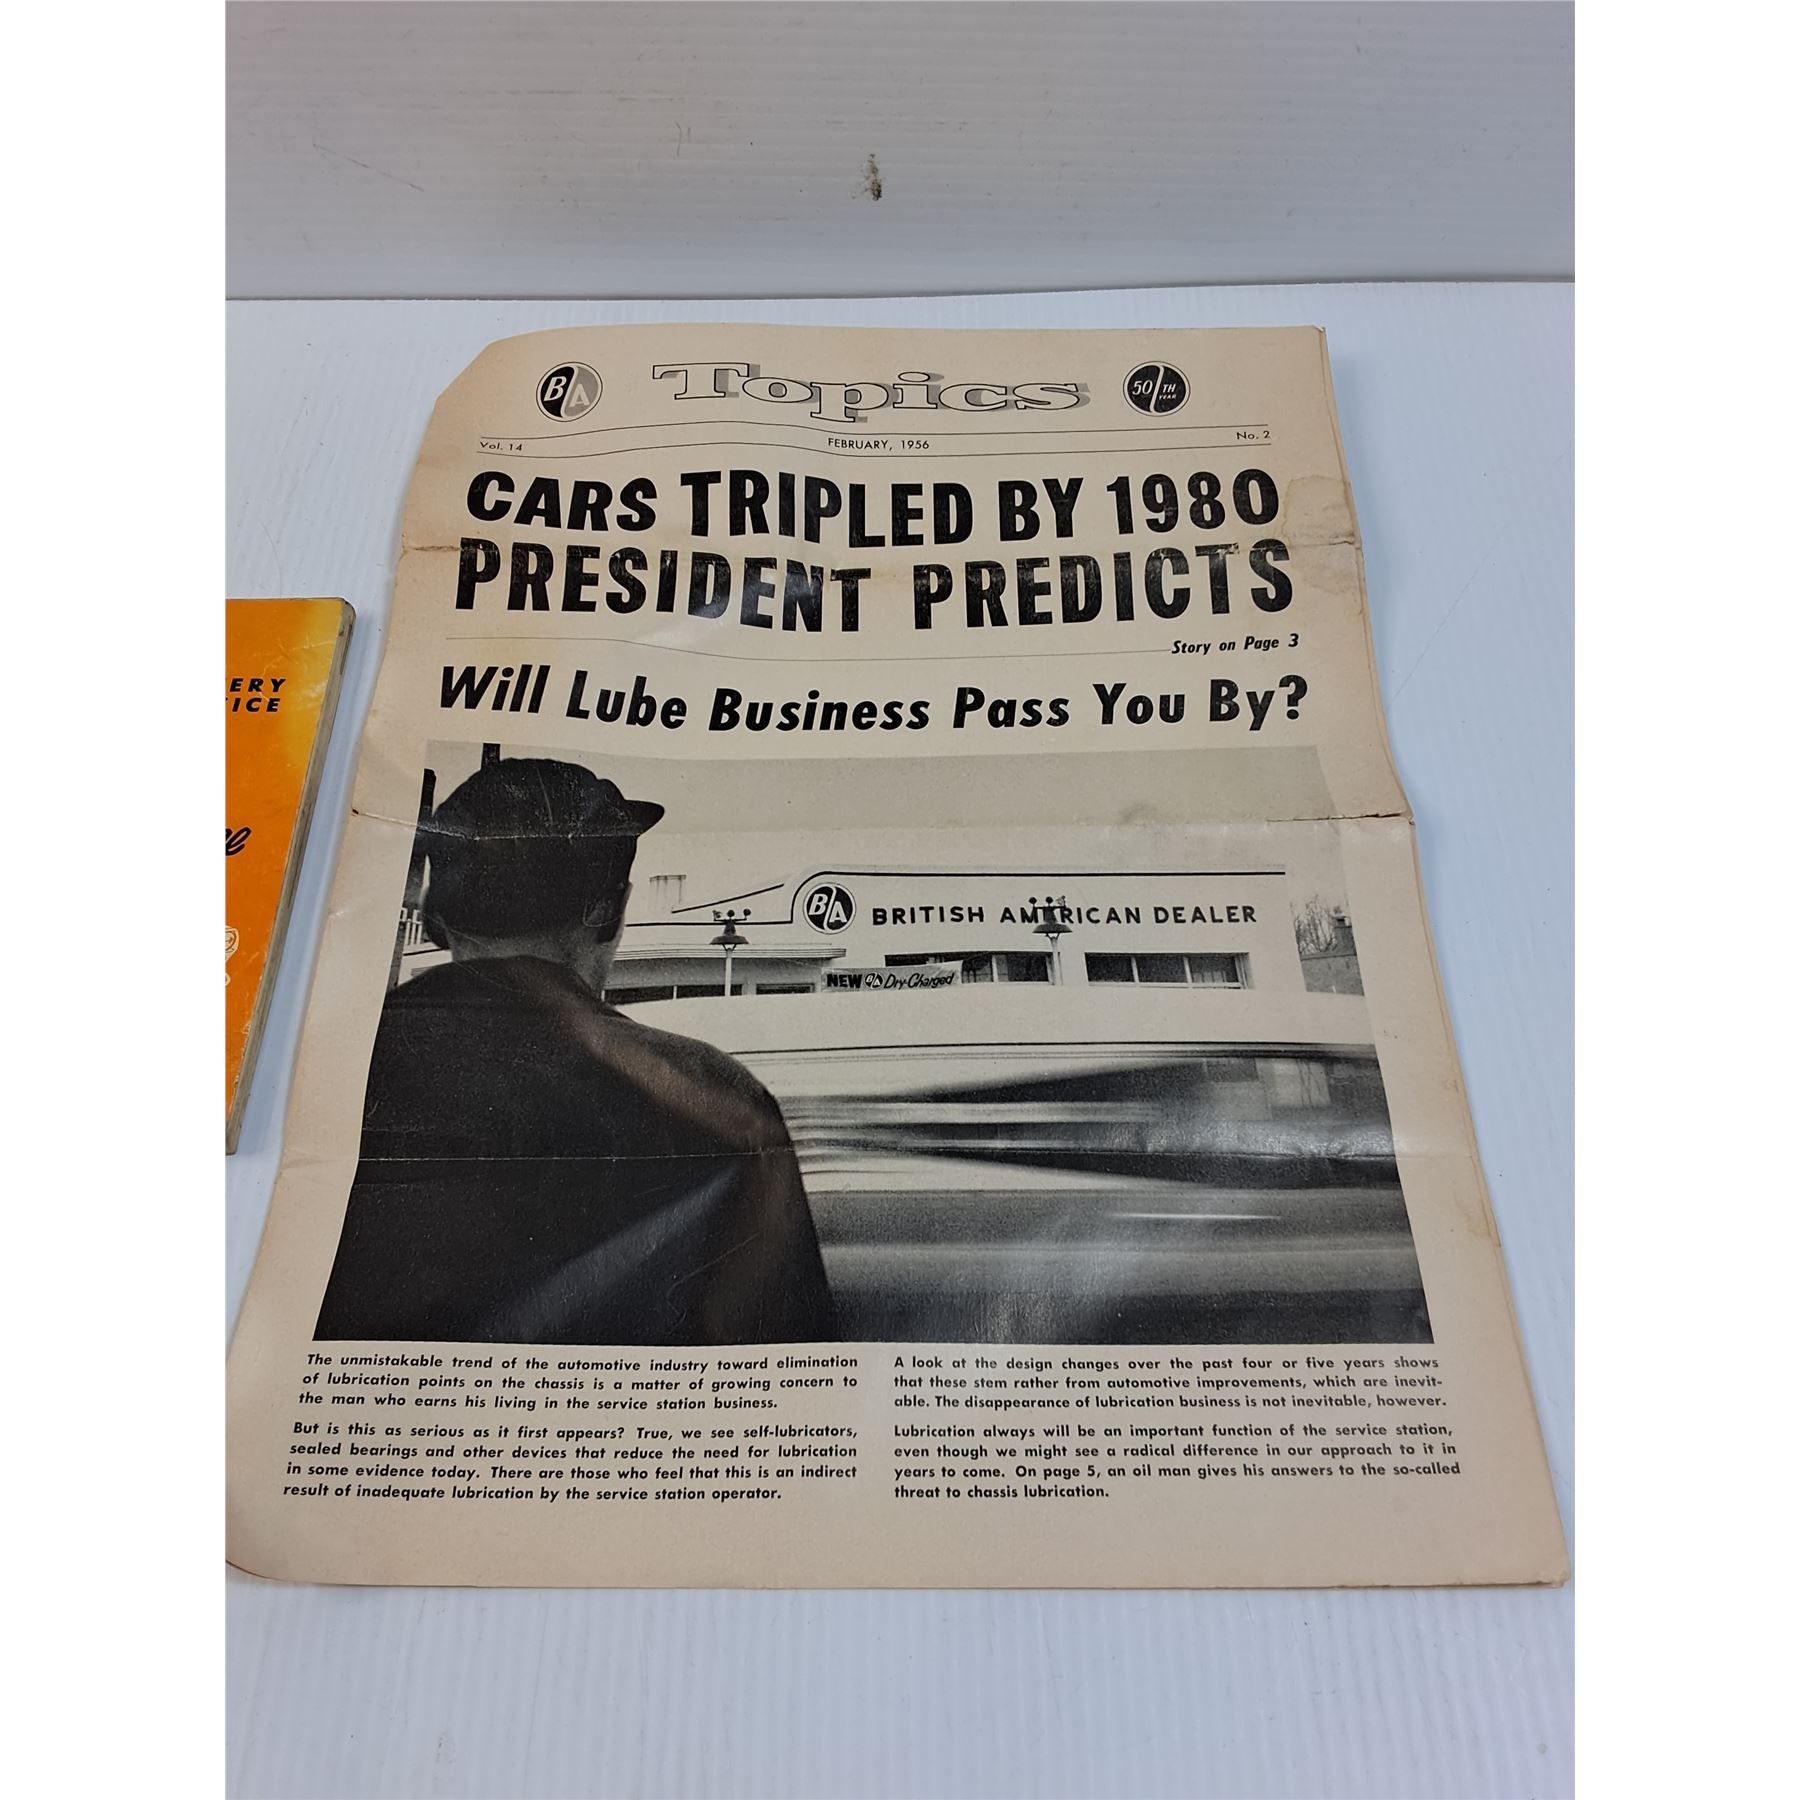 B/A
Topics
50 TH
YEAR
Vol. 14
FEBRUARY, 1956
No. 2
CARS TRIPLED BY 1980
PRESIDENT PREDICTS
Story on Page 3
Will Lube Business Pass You By?
B/A BRITISH AMERICAN DEALER
NEW B/A Dry-Charged
The unmistakable trend of the automotive industry toward elimination
of lubrication points on the chassis is a matter of growing concern to
the man who earns his living in the service station business.
But is this as serious as it first appears? True, we see self-lubricators,
sealed bearings and other devices that reduce the need for lubrication
in some evidence today. There are those who feel that this is an indirect
result of inadequate lubrication by the service station operator.
A look at the design changes over the past four or five years shows
that these stem rather from automotive improvements, which are inevit-
able. The disappearance of lubrication business is not inevitable, however.
Lubrication always will be an important function of the service station,
even though we might see a radical difference in our approach to it in
years to come. On page 5, an oil man gives his answers to the so-called
threat to chassis lubrication.
ERY
ICE